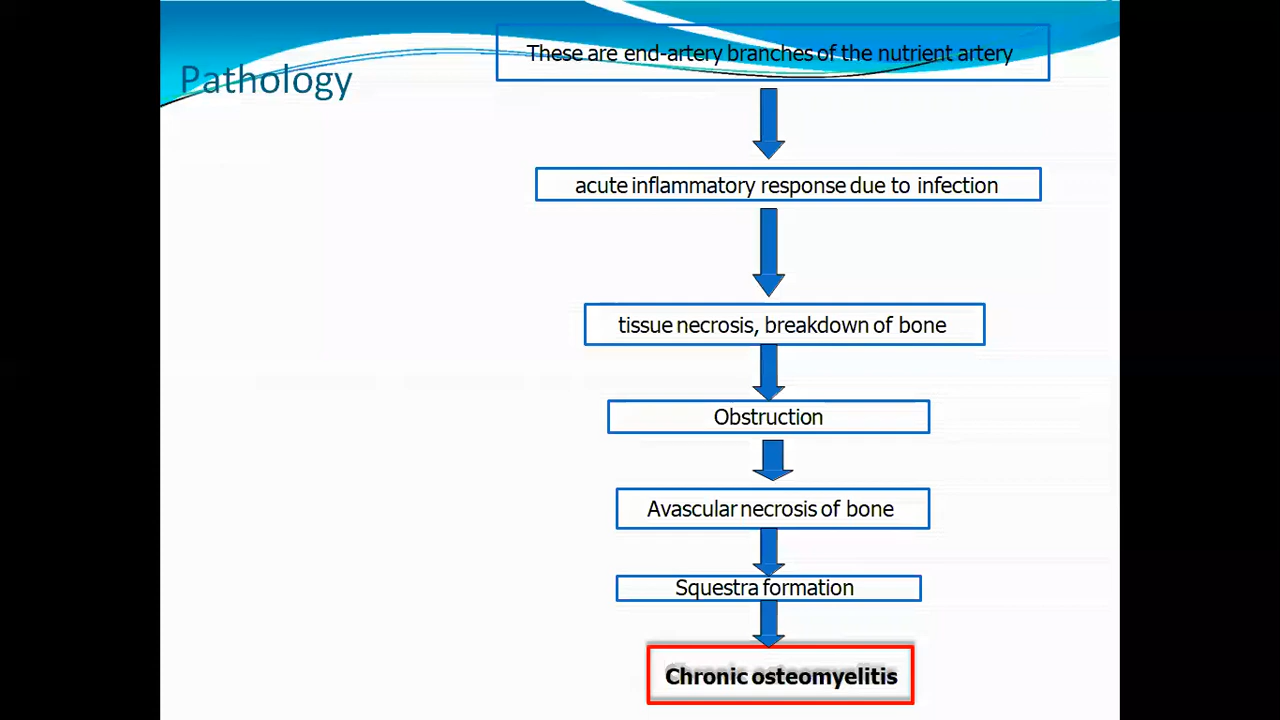 Pathology
These are end-artery branches of the nutrient artery
acute inflammatory response due to infection
tissue necrosis, breakdown of bone
Obstruction
Avascular necrosis of bone
Squestra formation
Chronic osteomyelitis